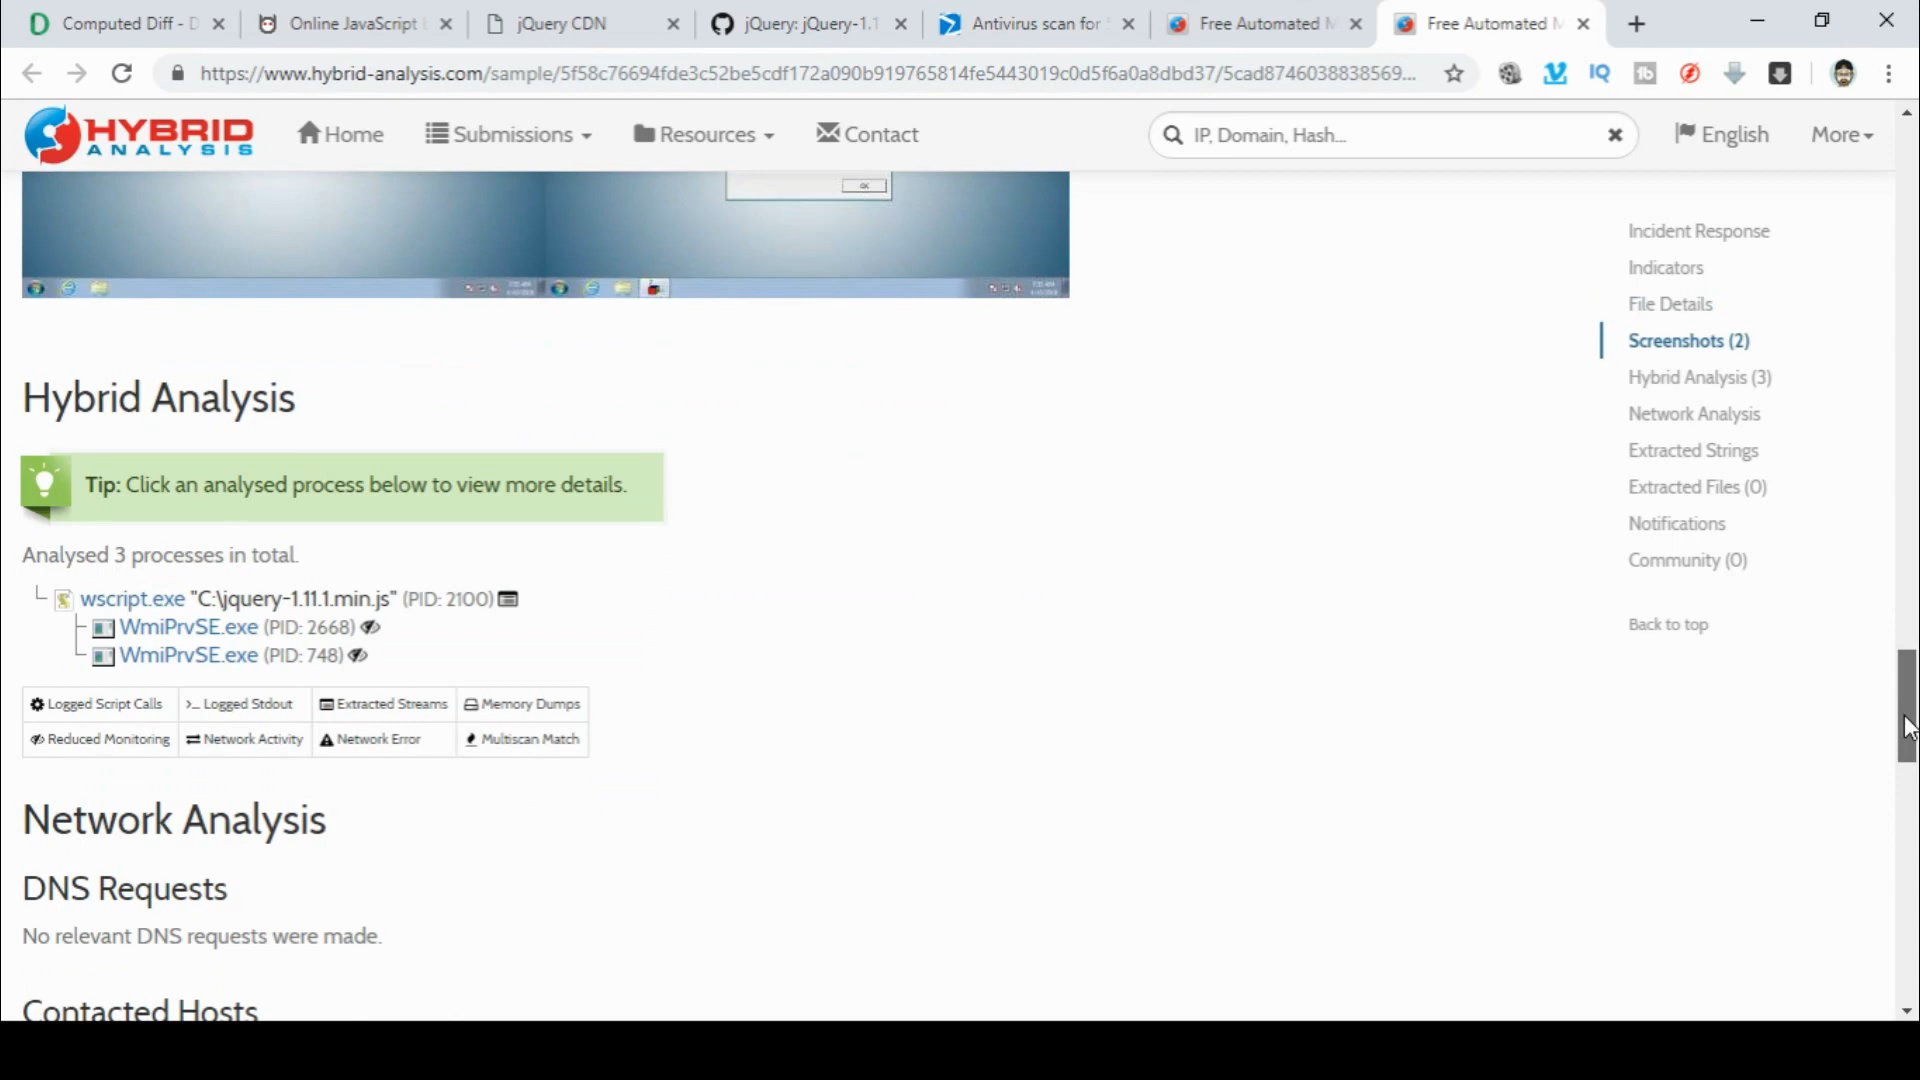 Computed Diff - D
Online JavaScript
jQuery CDN
jQuery: jQuery-1.1
Antivirus scan for
Free Automated M
Free Automated M
https://www.hybrid-analysis.com/sample/5f58c76694fde3c52be5cdf172a090b919765814fe5443019c0d5f6a0a8dbd37/5cad8746038838569...
IQ
HYBRID
ANALYSIS
Home
Submissions
Resources
Contact
IP, Domain, Hash...
English
More
OK
Incident Response
Indicators
File Details
Screenshots (2)
Hybrid Analysis (3)
Network Analysis
Extracted Strings
Extracted Files (0)
Notifications
Community (0)
Back to top
Hybrid Analysis
Tip: Click an analysed process below to view more details.
Analysed 3 processes in total.
wscript.exe "C:\jquery-1.11.1.min.js" (PID: 2100)
WmiPrvSE.exe (PID: 2668)
WmiPrvSE.exe (PID: 748)
Logged Script Calls >_ Logged Stdout Extracted Streams Memory Dumps
Reduced Monitoring Network Activity Network Error Multiscan Match
Network Analysis
DNS Requests
No relevant DNS requests were made.
Contacted Hosts